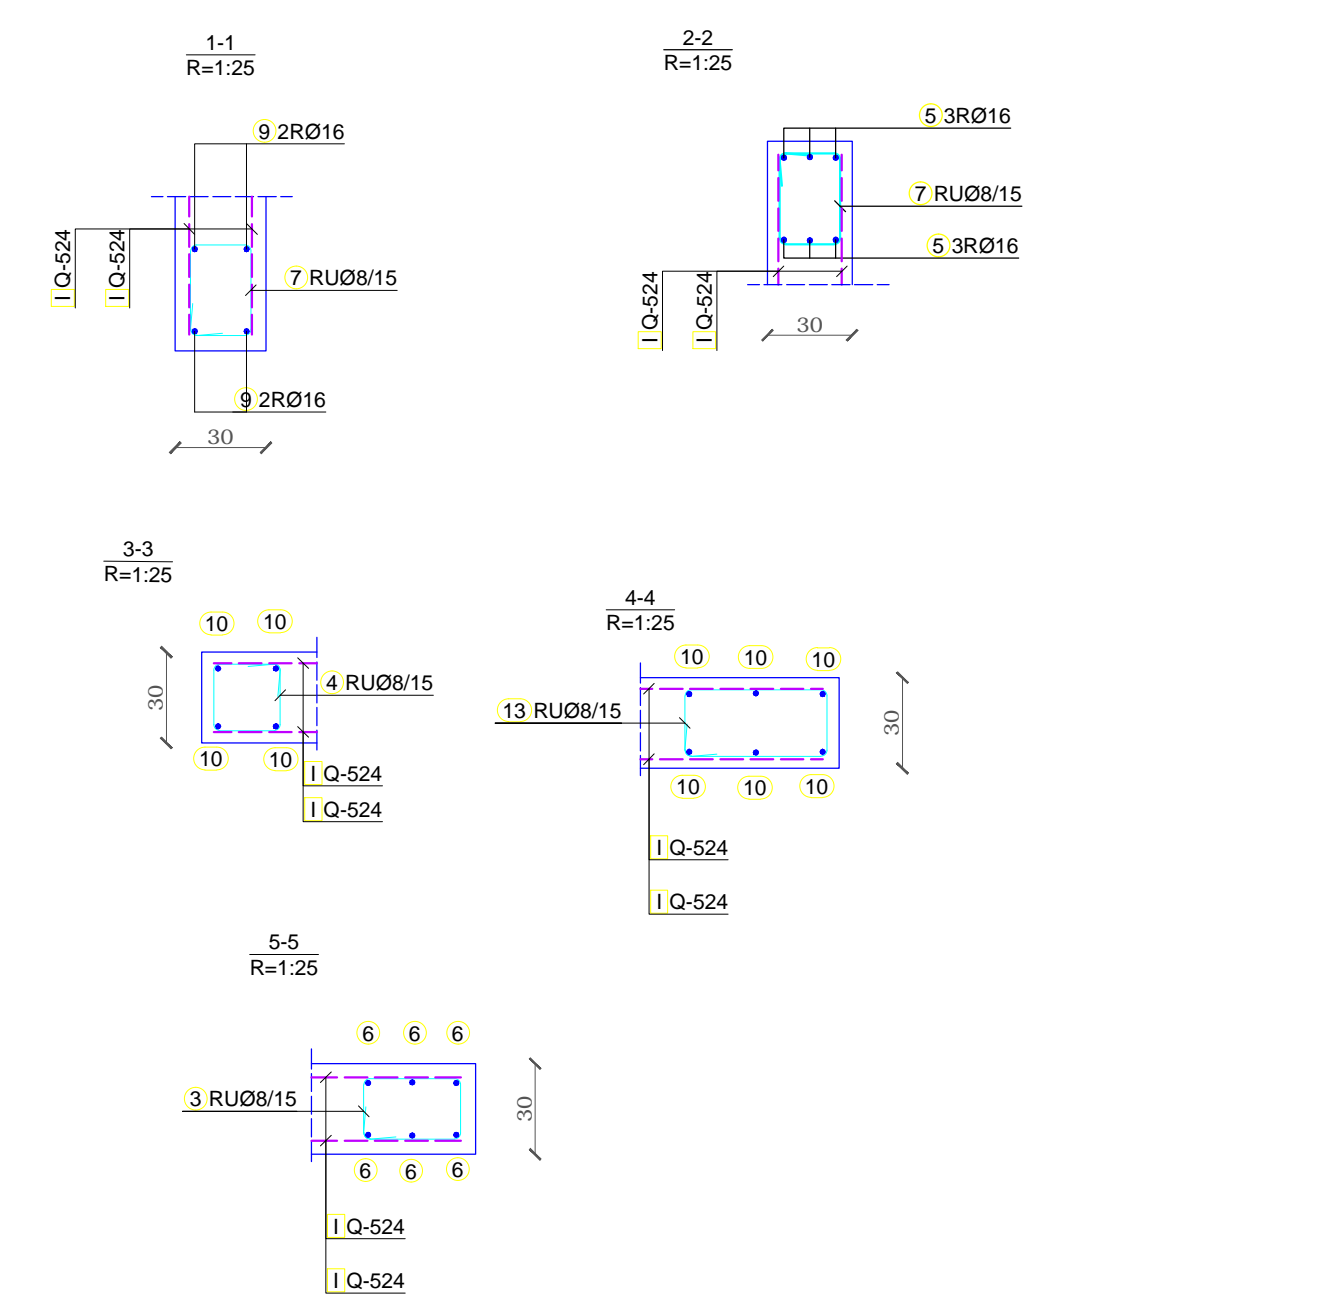 1-1
R=1:25
9 2RØ16
I Q-524
I Q-524
7 RUØ8/15
9 2RØ16
30
2-2
R=1:25
5 3RØ16
7 RUØ8/15
5 3RØ16
I Q-524
I Q-524
30
3-3
R=1:25
10 10
30
4 RUØ8/15
10 10
I Q-524
I Q-524
4-4
R=1:25
10 10 10
13 RUØ8/15
30
10 10 10
I Q-524
I Q-524
5-5
R=1:25
6 6 6
3 RUØ8/15
30
6 6 6
I Q-524
I Q-524